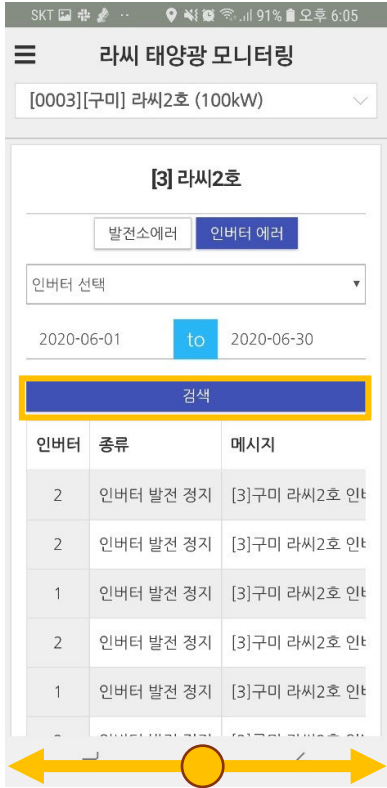 SKT 91% 오후 6:05
라씨 태양광 모니터링
[0003][구미] 라씨2호 (100kW)
[3] 라씨2호
발전소에러 인버터 에러
인버터 선택
2020-06-01 to 2020-06-30
검색
인버터 종류 메시지
2 인버터 발전 정지 [3]구미 라씨2호
2 인버터 발전 정지 [3]구미 라씨2호
1 인버터 발전 정지 [3]구미 라씨2호
2 인버터 발전 정지 [3]구미 라씨2호
1 인버터 발전 정지 [3]구미 라씨2호